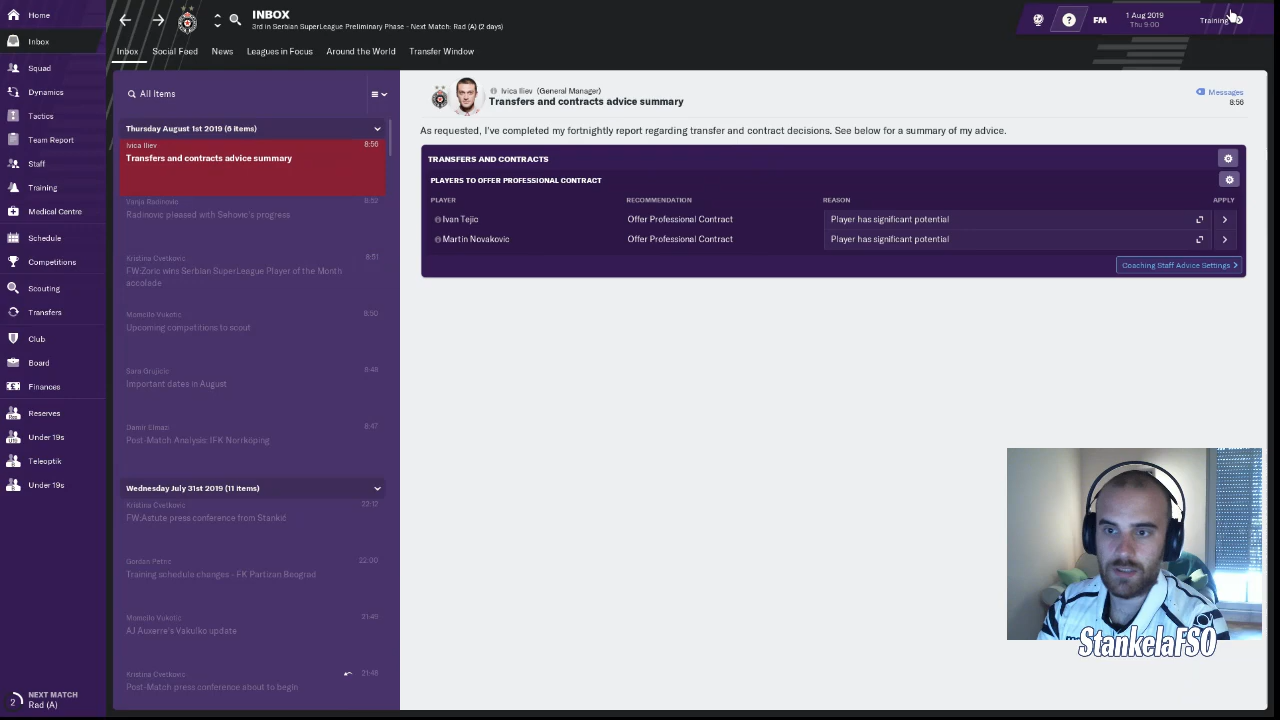 INBOX
3rd in Serbian SuperLeague Preliminary Phase - Next Match: Rad (A) (2 days)
FM
1 Aug 2019
Thu 9:00
Training
Inbox
Social Feed
News
Leagues in Focus
Around the World
Transfer Window
Inbox
Squad
Dynamics
Tactics
Team Report
Staff
Training
Medical Centre
Schedule
Competitions
Scouting
Transfers
Club
Board
Finances
Reserves
Under 19s
Teleoptik
Under 19s
2
NEXT MATCH
Rad (A)
All Items
Thursday August 1st 2019 (6 items)
Ivica Iliev 8:56
Transfers and contracts advice summary
Vanja Radinovic 8:52
Radinovic pleased with Sehovic's progress
Kristina Cvetkovic 8:51
FW:Zoric wins Serbian SuperLeague Player of the Month
accolade
Momcilo Vukotic 8:50
Upcoming competitions to scout
Sara Grujicic 8:48
Important dates in August
Damir Elmazi 8:47
Post-Match Analysis: IFK Norrköping
Wednesday July 31st 2019 (11 items)
Kristina Cvetkovic 22:12
FW:Astute press conference from Stankić
Gordan Petric 22:00
Training schedule changes - FK Partizan Beograd
Momcilo Vukotic 21:49
AJ Auxerre's Vakulko update
Kristina Cvetkovic 21:48
Post-Match press conference about to begin
Ivica Iliev (General Manager)
Transfers and contracts advice summary
Messages
8:56
As requested, I've completed my fortnightly report regarding transfer and contract decisions. See below for a summary of my advice.
TRANSFERS AND CONTRACTS
PLAYERS TO OFFER PROFESSIONAL CONTRACT
PLAYER RECOMMENDATION REASON APPLY
Ivan Tejic Offer Professional Contract Player has significant potential
Martin Novakovic Offer Professional Contract Player has significant potential
Coaching Staff Advice Settings
StankelaFSO